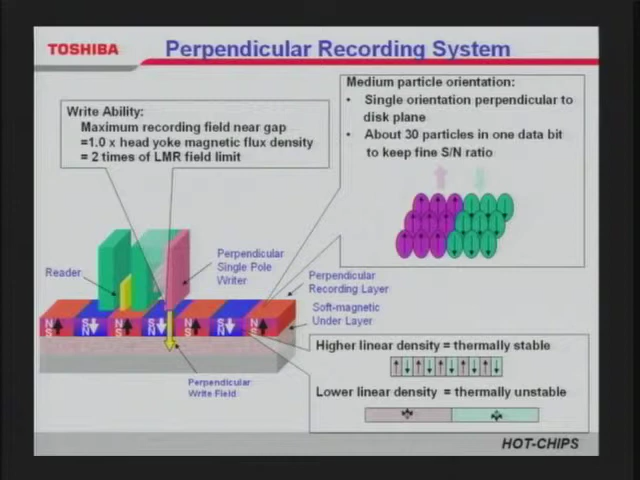 TOSHIBA
Perpendicular Recording System
Write Ability:
Maximum recording field near gap
=1.0 x head yoke magnetic flux density
= 2 times of LMR field limit
Medium particle orientation:
• Single orientation perpendicular to
disk plane
• About 30 particles in one data bit
to keep fine S/N ratio
Reader
Perpendicular
Single Pole
Writer
Perpendicular
Recording Layer
Soft-magnetic
Under Layer
N S N S N S N
S N S N S N S
Perpendicular
Write Field
Higher linear density = thermally stable
Lower linear density = thermally unstable
HOT-CHIPS